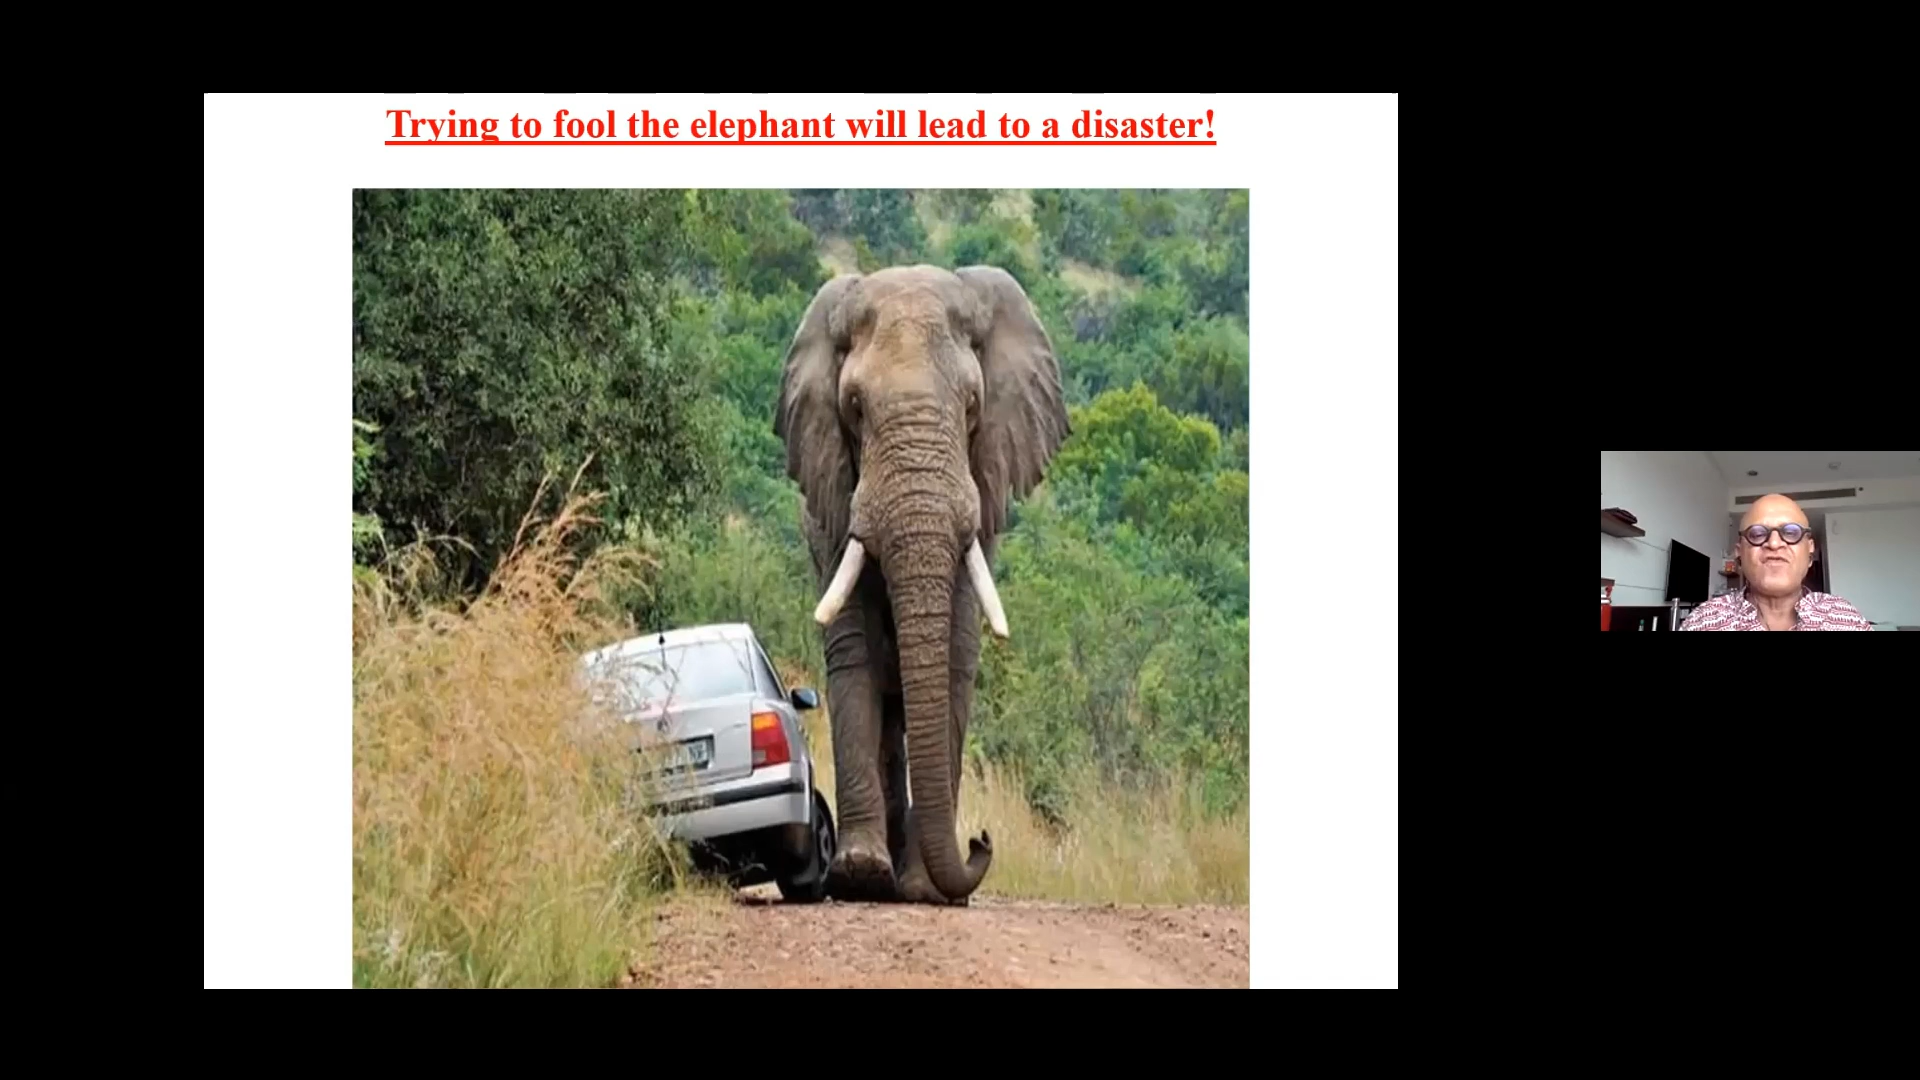 Trying to fool the elephant will lead to a disaster!